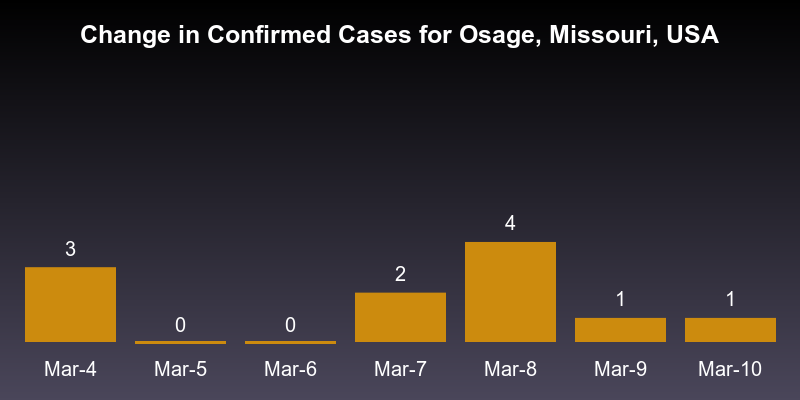 Change in Confirmed Cases for Osage, Missouri, USA
3 0 0 2 4 1 1
Mar-4 Mar-5 Mar-6 Mar-7 Mar-8 Mar-9 Mar-10